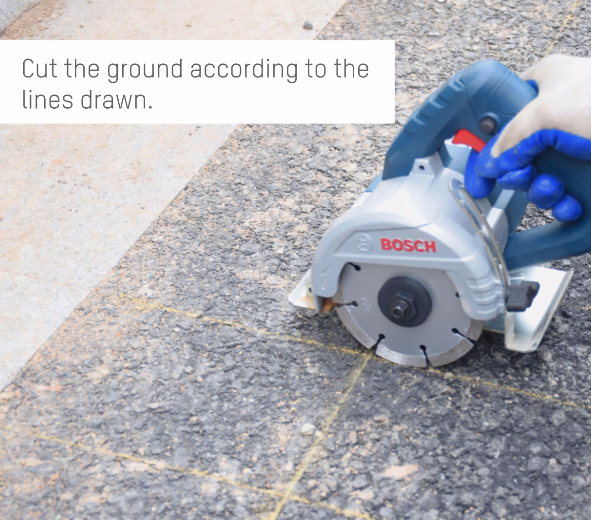 Cut the ground according to the
lines drawn.
BOSCH